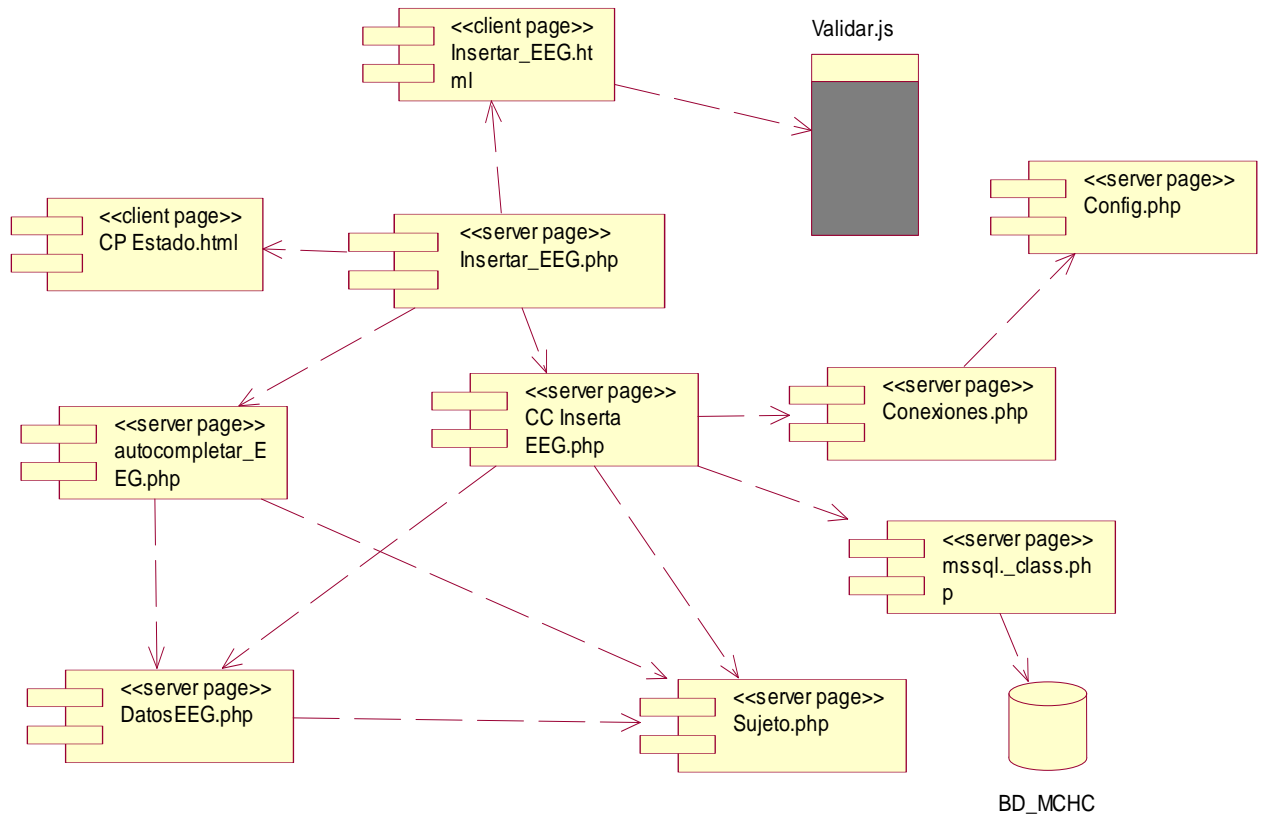 <<client page>>
Insertar_EEG.ht
ml
Validar.js
<<server page>>
Config.php
<<client page>>
CP Estado.html
<<server page>>
Insertar_EEG.php
<<server page>>
CC Inserta
EEG.php
<<server page>>
Conexiones.php
<<server page>>
autocompletar_E
EG.php
<<server page>>
mssql._class.ph
p
<<server page>>
DatosEEG.php
<<server page>>
Sujeto.php
BD_MCHC